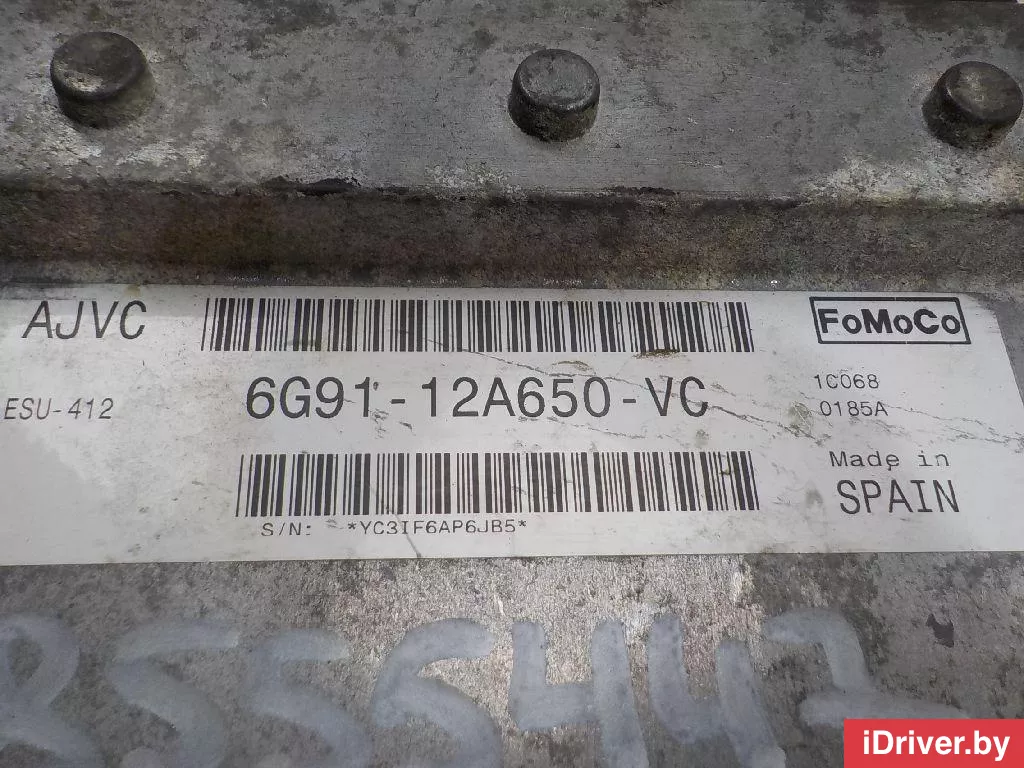 AJVC
FoMoCo
ESU-412
6G91-12A650-VC
1C068
0185A
Made in
SPAIN
S/N: *YC3IF6AP6JB5*
iDriver.by